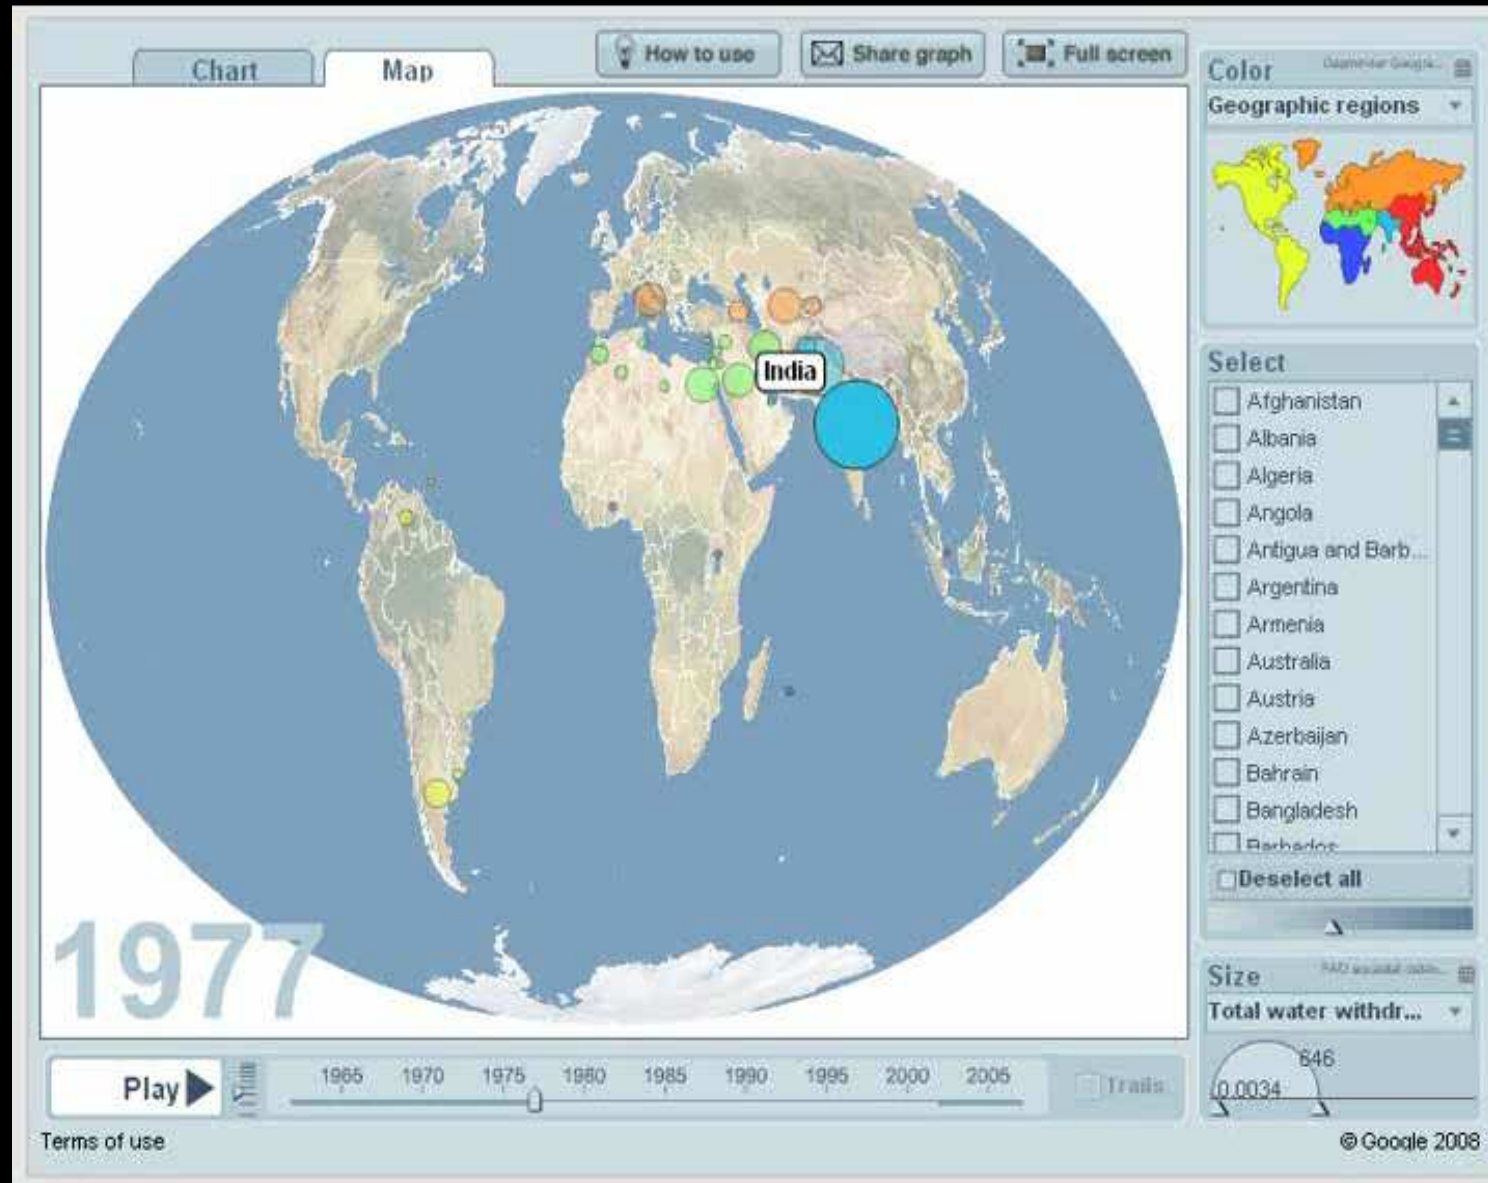 Chart
Map
How to use
Share graph
Full screen
Color
Geographic regions
India
Select
Afghanistan
Albania
Algeria
Angola
Antigua and Barb...
Argentina
Armenia
Australia
Austria
Azerbaijan
Bahrain
Bangladesh
Barbados
Deselect all
1977
Size
Total water withdr...
646
0.0034
Play
1965 1970 1975 1980 1985 1990 1995 2000 2005
Trails
Terms of use
© Google 2008